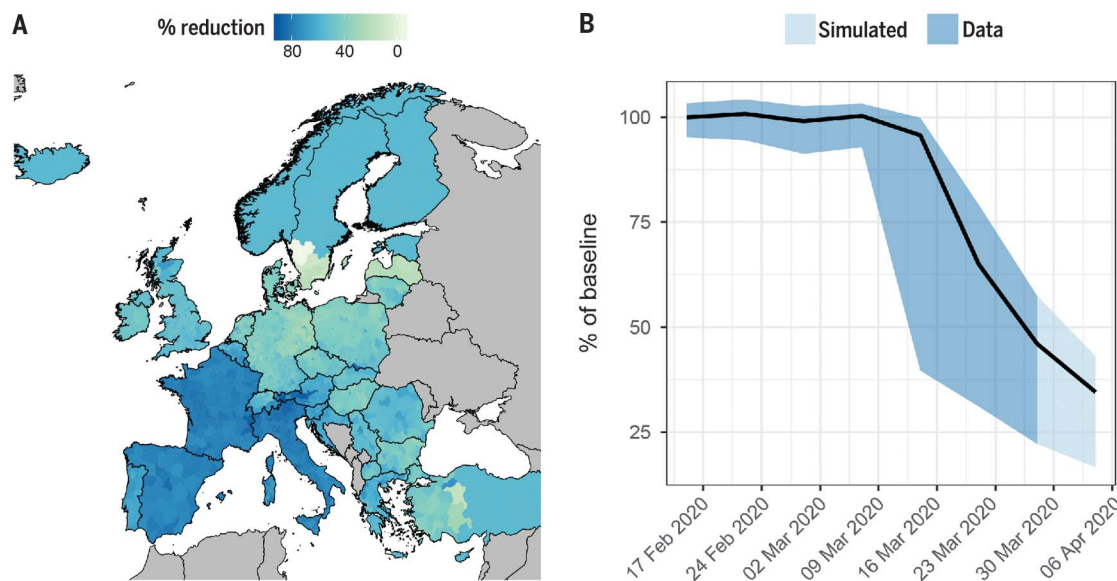 A
% reduction
80
40
0
B
Simulated
Data
% of baseline
100
75
50
25
17 Feb 2020
24 Feb 2020
02 Mar 2020
09 Mar 2020
16 Mar 2020
23 Mar 2020
30 Mar 2020
06 Apr 2020